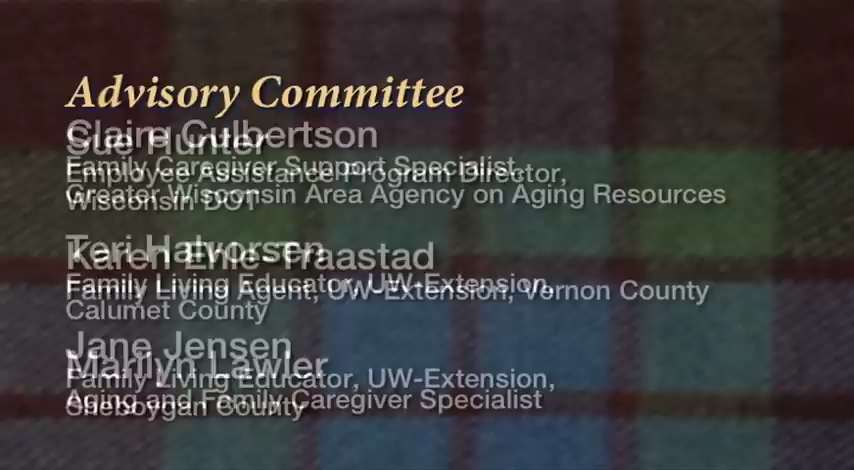 Advisory Committee
Claire Culbertson
Sue Hunter
Family Caregiver Support Specialist,
Employee Assistance Program Director,
Greater Wisconsin Area Agency on Aging Resources
Wisconsin DOT
Teri Halvorsen
Karen Ehle-Traastad
Family Living Educator, UW-Extension,
Family Living Agent, UW-Extension, Vernon County
Calumet County
Jane Jensen
Marilyn Lawler
Family Living Educator, UW-Extension,
Aging and Family Caregiver Specialist
Sheboygan County